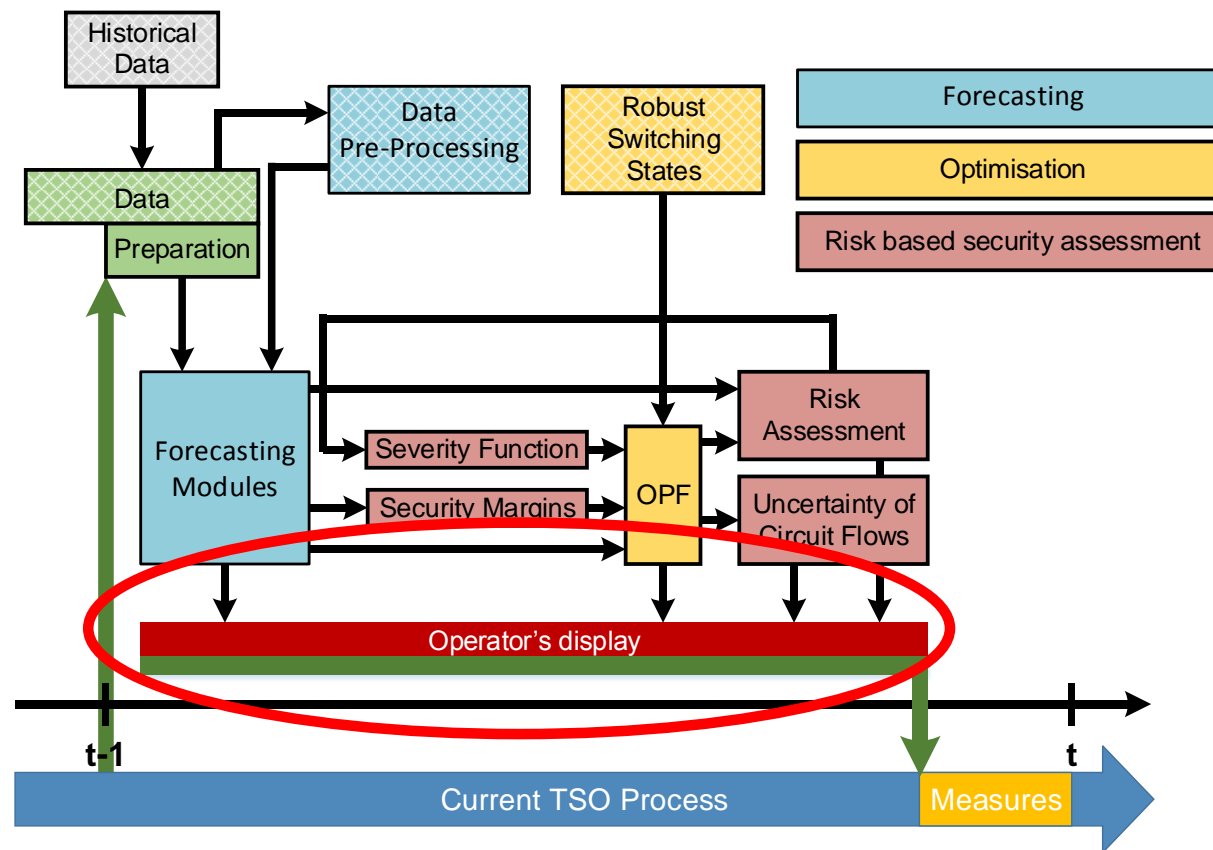 Historical
Data
Data
Pre-Processing
Robust
Switching
States
Forecasting
Optimisation
Risk based security assessment
Data
Preparation
Forecasting
Modules
Severity Function
Security Margins
OPF
Risk
Assessment
Uncertainty of
Circuit Flows
Operator's display
t-1
t
Current TSO Process
Measures